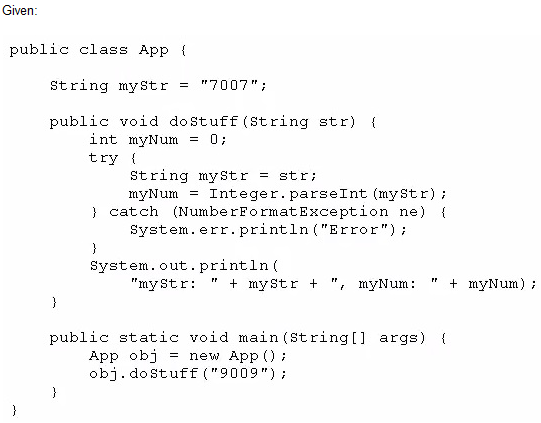 Given:
public class App {
String myStr = "7007";
public void doStuff(String str) {
int myNum = 0;
try {
String myStr = str;
myNum = Integer.parseInt(myStr);
} catch (NumberFormatException ne) {
System.err.println("Error");
}
System.out.println(
"myStr: " + myStr + ", myNum: " + myNum);
}
public static void main(String[] args) {
App obj = new App();
obj.doStuff("9009");
}
}